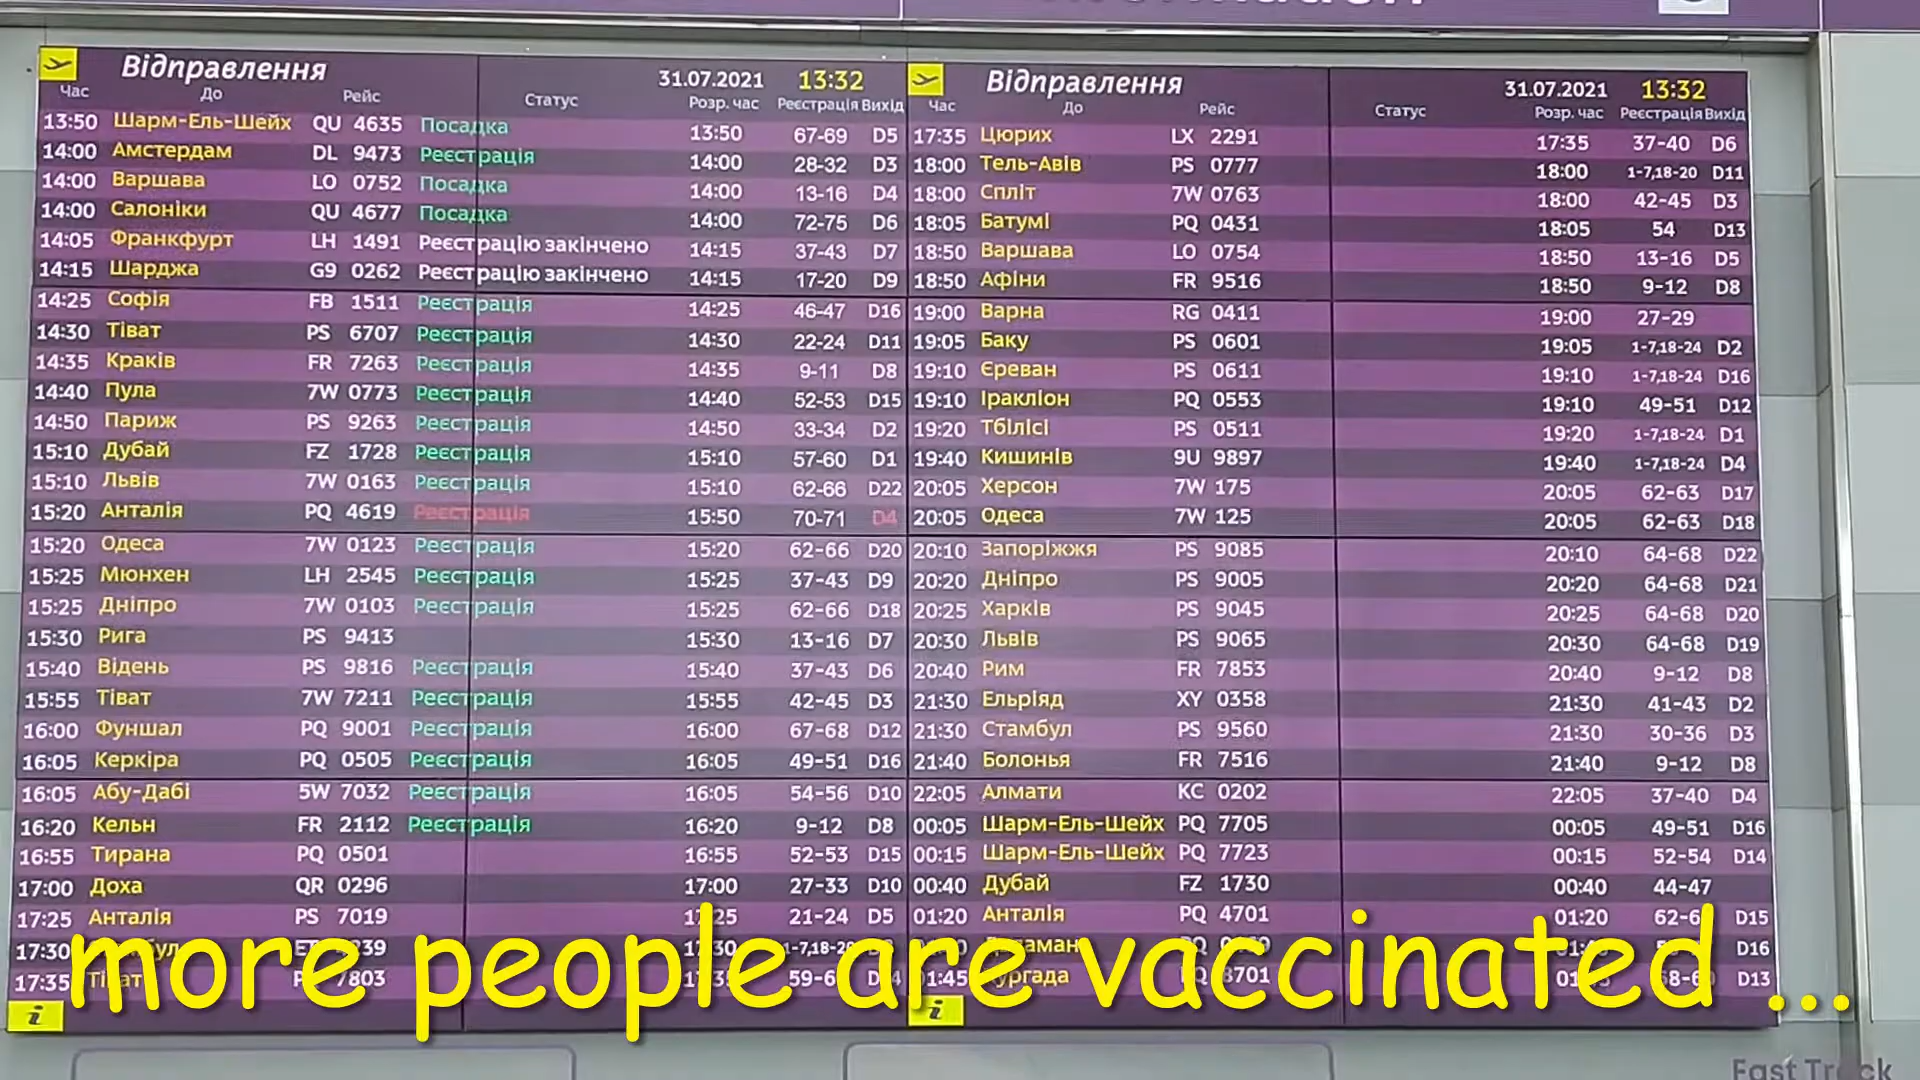 Відправлення 31.07.2021 13:32
Час До Рейс Статус Розр. час Реєстрація Вихід
13:50 Шарм-Ель-Шейх QU 4635 Посадка 13:50 67-69 D5
14:00 Амстердам DL 9473 Реєстрація 14:00 28-32 D3
14:00 Варшава LO 0752 Посадка 14:00 13-16 D4
14:00 Салоніки QU 4677 Посадка 14:00 72-75 D6
14:05 Франкфурт LH 1491 Реєстрацію закінчено 14:15 37-43 D7
14:15 Шарджа G9 0262 Реєстрацію закінчено 14:15 17-20 D9
14:25 Софія FB 1511 Реєстрація 14:25 46-47 D16
14:30 Тіват PS 6707 Реєстрація 14:30 22-24 D11
14:35 Краків FR 7263 Реєстрація 14:35 9-11 D8
14:40 Пула 7W 0773 Реєстрація 14:40 52-53 D15
14:50 Париж PS 9263 Реєстрація 14:50 33-34 D2
15:10 Дубай FZ 1728 Реєстрація 15:10 57-60 D1
15:10 Львів 7W 0163 Реєстрація 15:10 62-66 D22
15:20 Анталія PQ 4619 Реєстрація 15:50 70-71 D4
15:20 Одеса 7W 0123 Реєстрація 15:20 62-66 D20
15:25 Мюнхен LH 2545 Реєстрація 15:25 37-43 D9
15:25 Дніпро 7W 0103 Реєстрація 15:25 62-66 D18
15:30 Рига PS 9413 15:30 13-16 D7
15:40 Відень PS 9816 Реєстрація 15:40 37-43 D6
15:55 Тіват 7W 7211 Реєстрація 15:55 42-45 D3
16:00 Фуншал PQ 9001 Реєстрація 16:00 67-68 D12
16:05 Керкіра PQ 0505 Реєстрація 16:05 49-51 D16
16:05 Абу-Дабі 5W 7032 Реєстрація 16:05 54-56 D10
16:20 Кельн FR 2112 Реєстрація 16:20 9-12 D8
16:55 Тирана PQ 0501 16:55 52-53 D15
17:00 Доха QR 0296 17:00 27-33 D10
17:25 Анталія PS 7019 17:25 21-24 D5
17:30
17:35 Тіват 7803
Відправлення 31.07.2021 13:32
Час До Рейс Статус Розр. час Реєстрація Вихід
17:35 Цюрих LX 2291 17:35 37-40 D6
18:00 Тель-Авів PS 0777 18:00 1-7,18-20 D11
18:00 Спліт 7W 0763 18:00 42-45 D3
18:05 Батумі PQ 0431 18:05 54 D13
18:50 Варшава LO 0754 18:50 13-16 D5
18:50 Афіни FR 9516 18:50 9-12 D8
19:00 Варна RG 0411 19:00 27-29
19:05 Баку PS 0601 19:05 1-7,18-24 D2
19:10 Єреван PS 0611 19:10 1-7,18-24 D16
19:10 Іракліон PQ 0553 19:10 49-51 D12
19:20 Тбілісі PS 0511 19:20 1-7,18-24 D1
19:40 Кишинів 9U 9897 19:40 1-7,18-24 D4
20:05 Херсон 7W 175 20:05 62-63 D17
20:05 Одеса 7W 125 20:05 62-63 D18
20:10 Запоріжжя PS 9085 20:10 64-68 D22
20:20 Дніпро PS 9005 20:20 64-68 D21
20:25 Харків PS 9045 20:25 64-68 D20
20:30 Львів PS 9065 20:30 64-68 D19
20:40 Рим FR 7853 20:40 9-12 D8
21:30 Ельріяд XY 0358 21:30 41-43 D2
21:30 Стамбул PS 9560 21:30 30-36 D3
21:40 Болонья FR 7516 21:40 9-12 D8
22:05 Алмати KC 0202 22:05 37-40 D4
00:05 Шарм-Ель-Шейх PQ 7705 00:05 49-51 D16
00:15 Шарм-Ель-Шейх PQ 7723 00:15 52-54 D14
00:40 Дубай FZ 1730 00:40 44-47
01:20 Анталія PQ 4701 01:20 D15
D16
01:45 8701 D13
more people are vaccinated ...
Fast Track